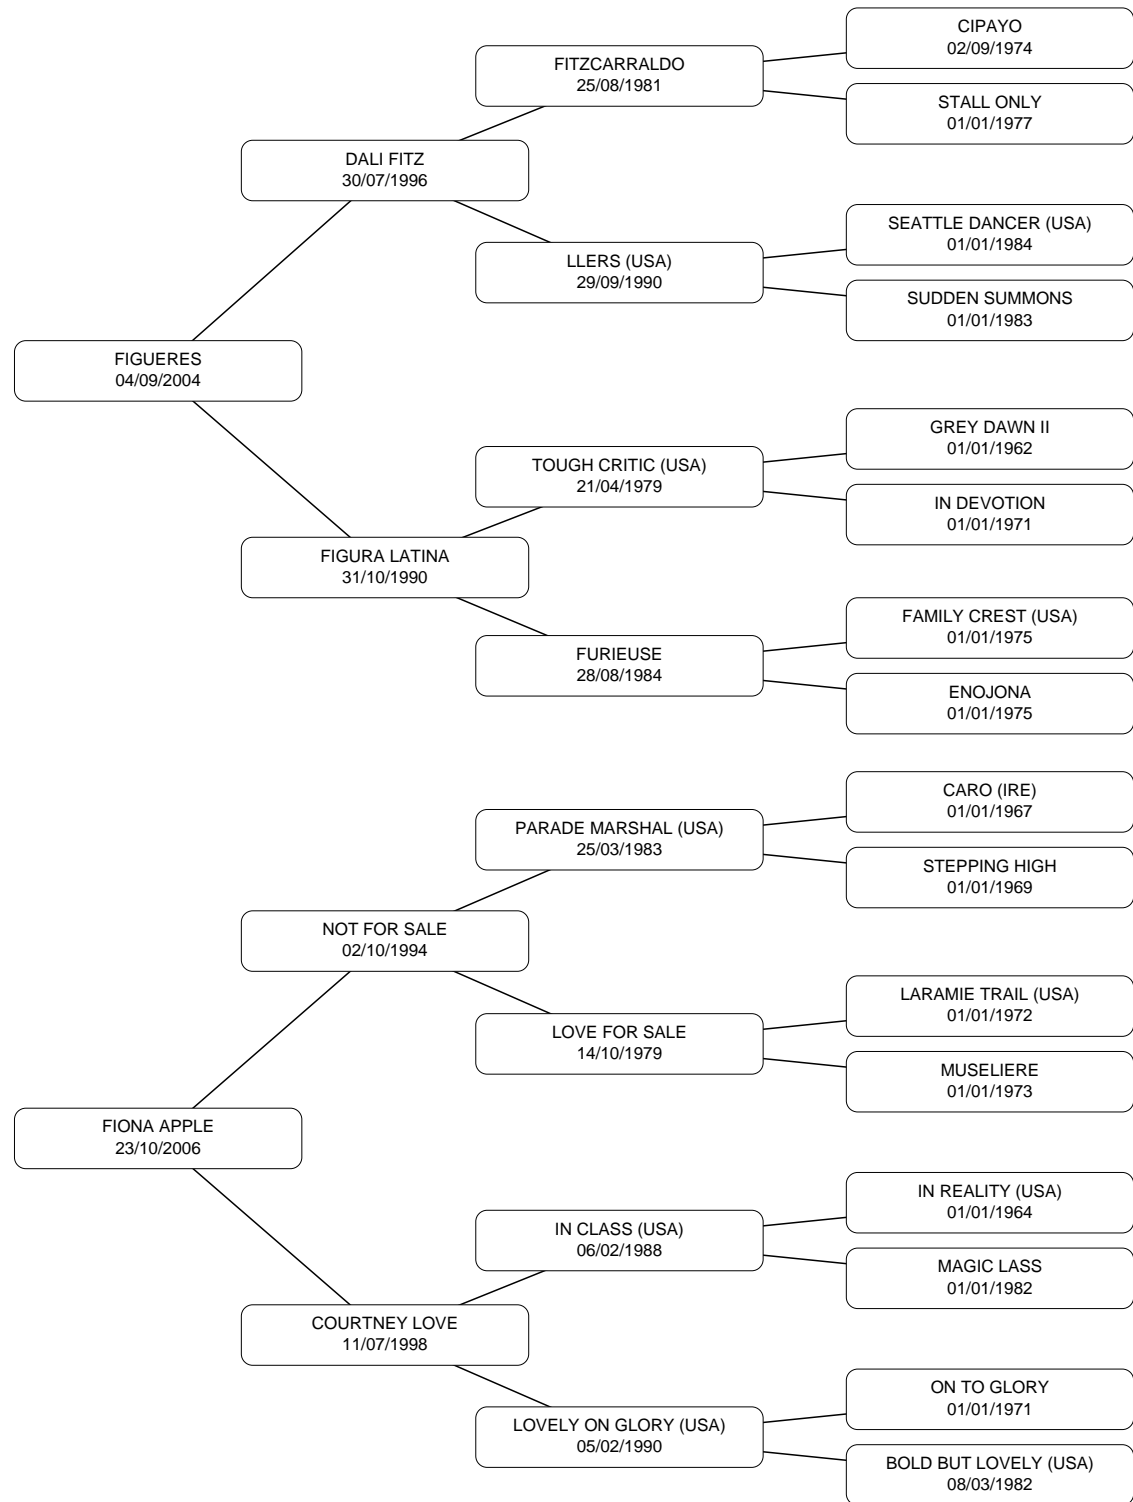 CIPAYO
02/09/1974
FITZCARRALDO
25/08/1981
STALL ONLY
01/01/1977
DALI FITZ
30/07/1996
SEATTLE DANCER (USA)
01/01/1984
LLERS (USA)
29/09/1990
SUDDEN SUMMONS
01/01/1983
FIGUERES
04/09/2004
GREY DAWN II
01/01/1962
TOUGH CRITIC (USA)
21/04/1979
IN DEVOTION
01/01/1971
FIGURA LATINA
31/10/1990
FAMILY CREST (USA)
01/01/1975
FURIEUSE
28/08/1984
ENOJONA
01/01/1975
CARO (IRE)
01/01/1967
PARADE MARSHAL (USA)
25/03/1983
STEPPING HIGH
01/01/1969
NOT FOR SALE
02/10/1994
LARAMIE TRAIL (USA)
01/01/1972
LOVE FOR SALE
14/10/1979
MUSELIERE
01/01/1973
FIONA APPLE
23/10/2006
IN REALITY (USA)
01/01/1964
IN CLASS (USA)
06/02/1988
MAGIC LASS
01/01/1982
COURTNEY LOVE
11/07/1998
ON TO GLORY
01/01/1971
LOVELY ON GLORY (USA)
05/02/1990
BOLD BUT LOVELY (USA)
08/03/1982